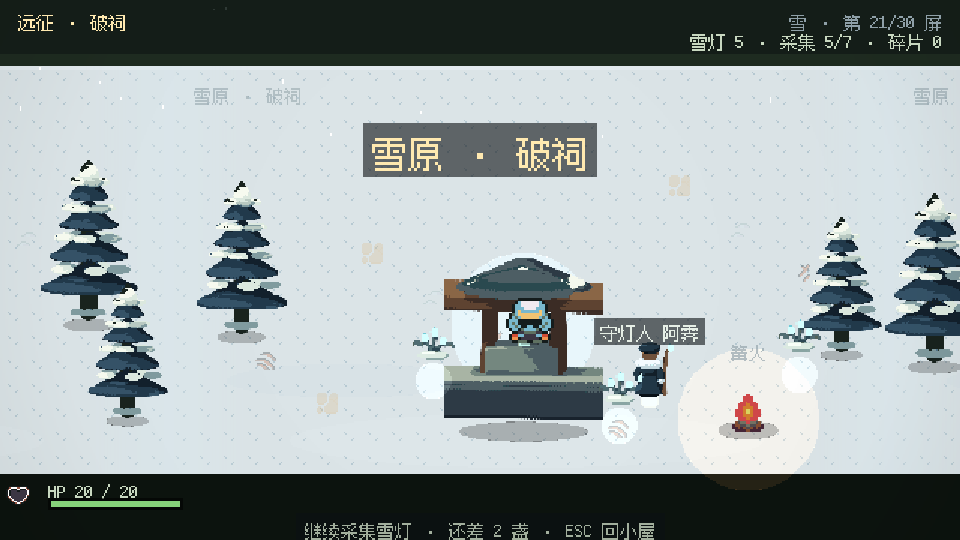 远征 · 破祠
雪 · 第 21/30 屏
雪灯 5 · 采集 5/7 · 碎片 0
雪原 · 破祠
雪原
雪原 · 破祠
守灯人 阿霁
篝火
HP 20 / 20
继续采集雪灯 · 还差 2 盏 · ESC 回小屋